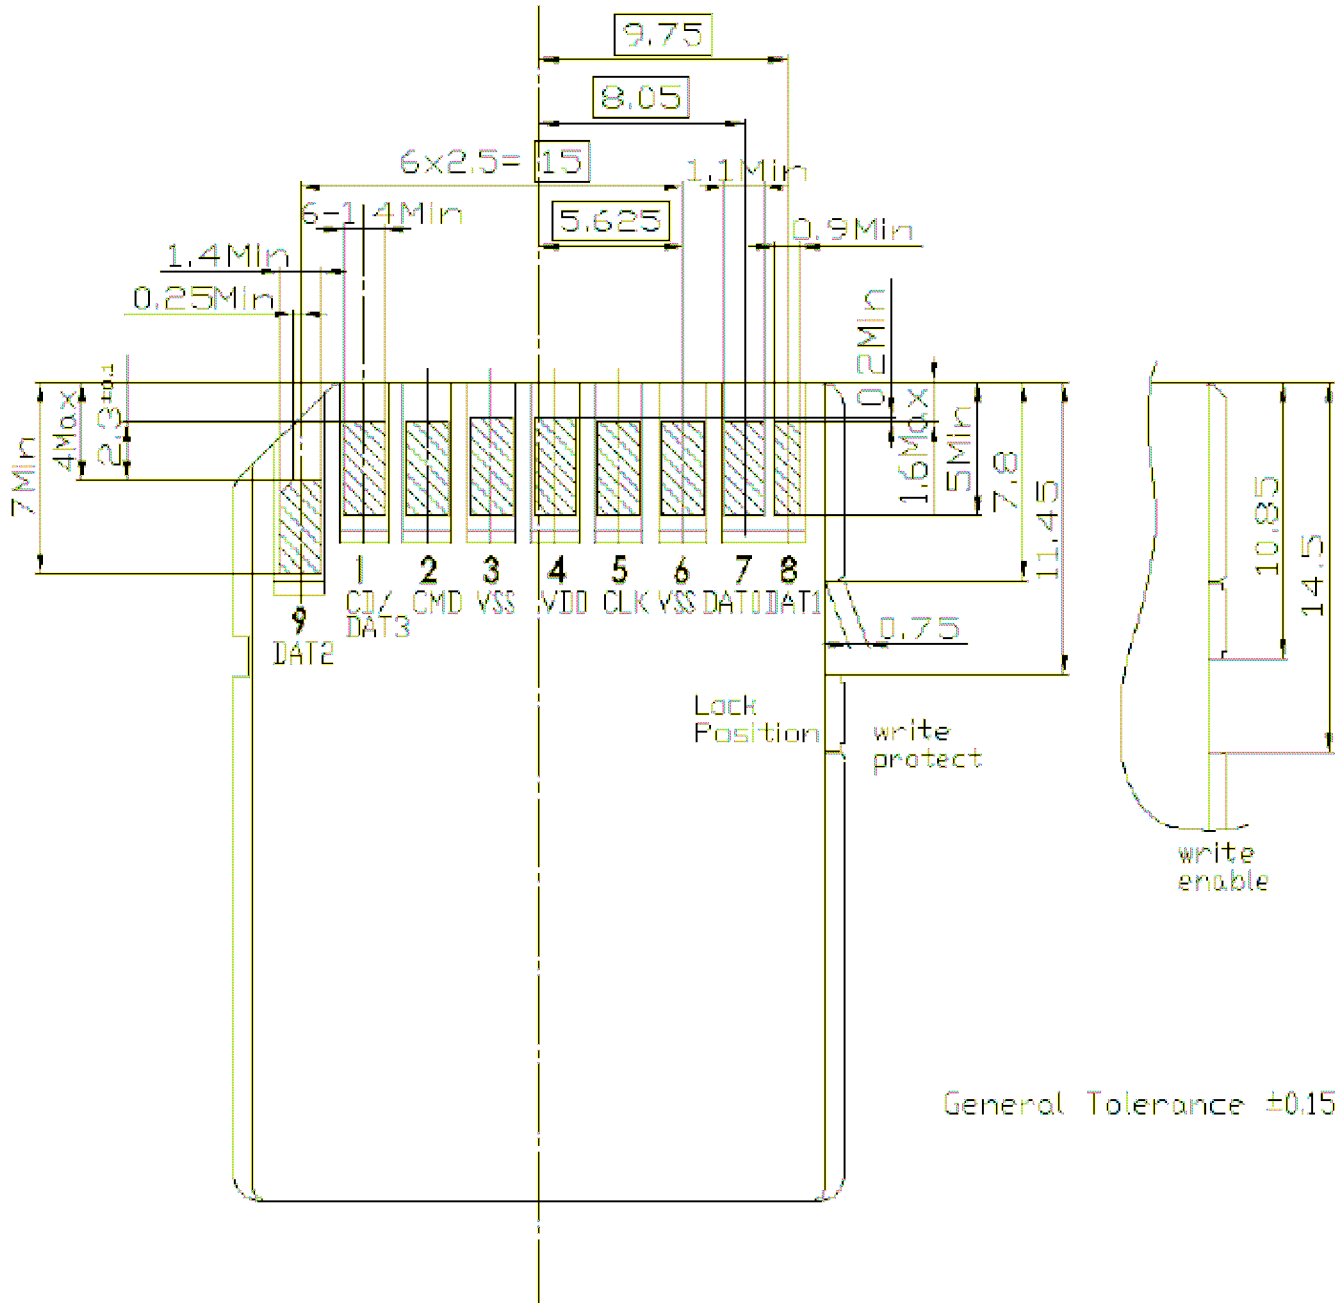 9.75
8.05
6x2.5= 15
1.1Min
6-1.4Min
5.625
0.9Min
1.4Min
0.25Min
0.2Min
7Min
4Max
2.3±0.1
1.6Max
5Min
7.8
11.45
10.85
14.5
1 2 3 4 5 6 7 8
CD/ CMD VSS VDD CLK VSS DAT0 DAT1
DAT3
9
DAT2
0.75
Lock
Position
write
protect
write
enable
General Tolerance ±0.15